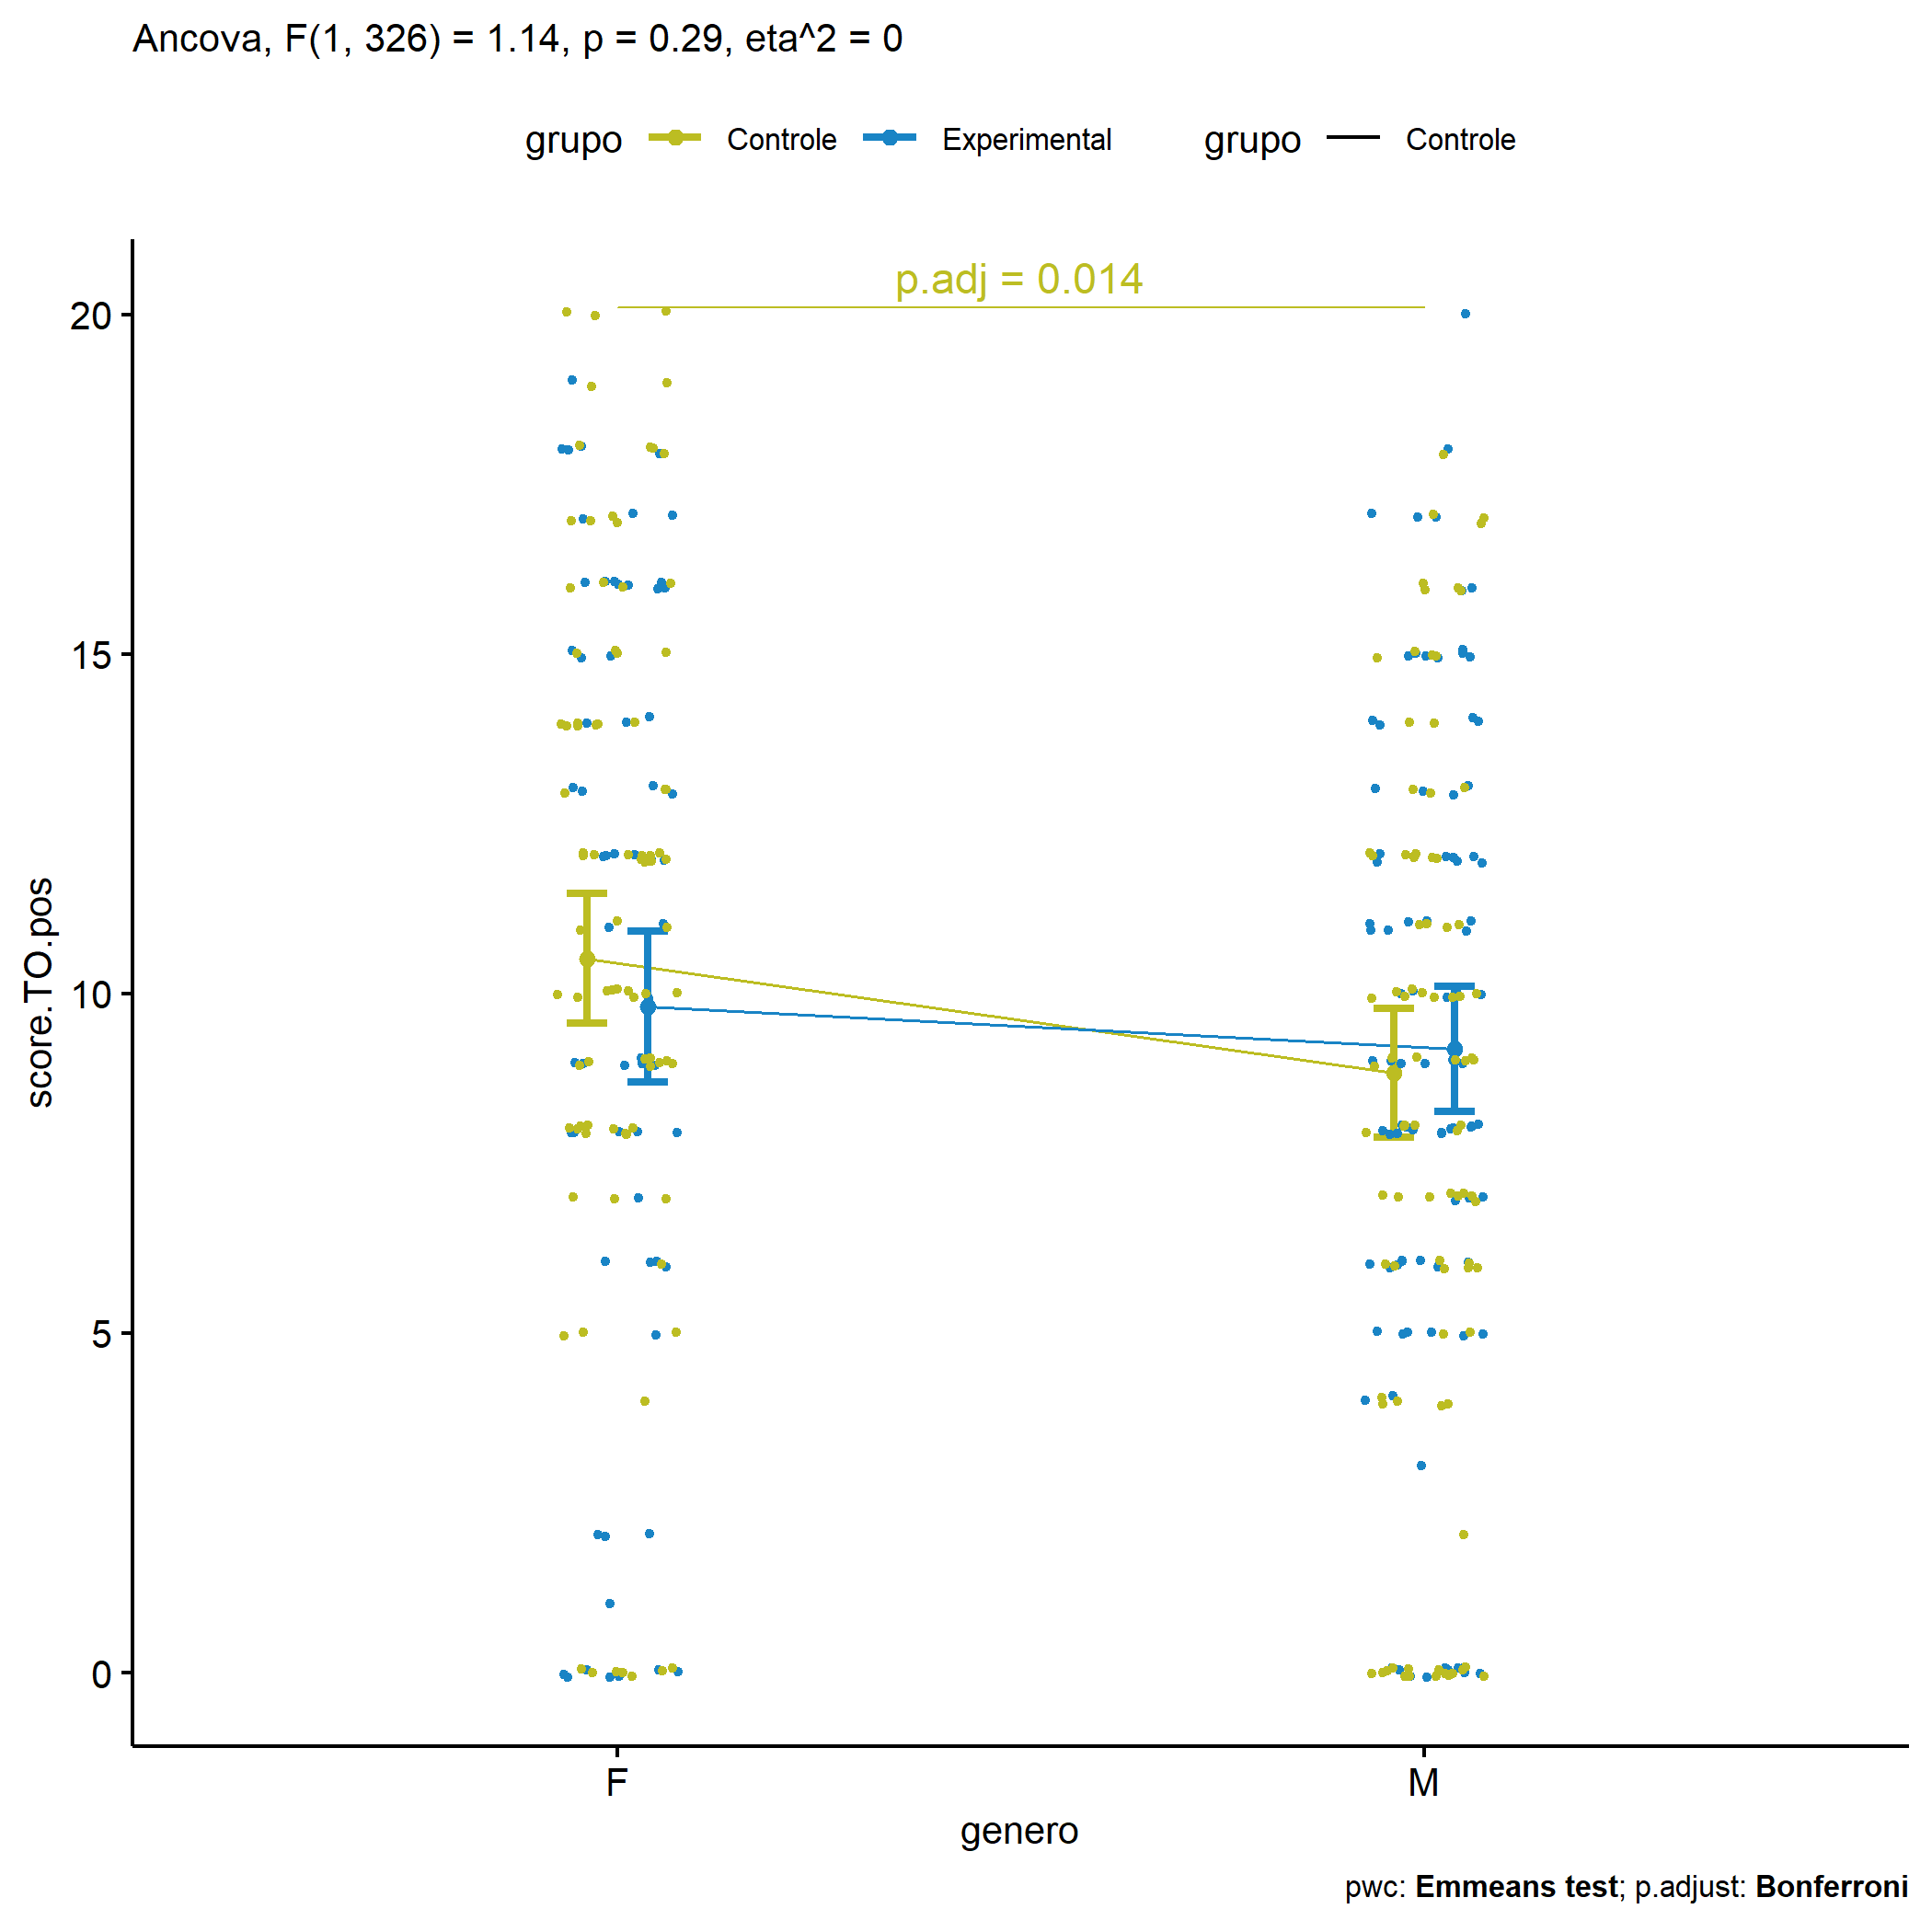 Ancova, F(1, 326) = 1.14, p = 0.29, eta^2 = 0
grupo Controle Experimental grupo Controle
p.adj = 0.014
20
15
10
5
0
score.TO.pos
F M
genero
pwc: Emmeans test; p.adjust: Bonferroni